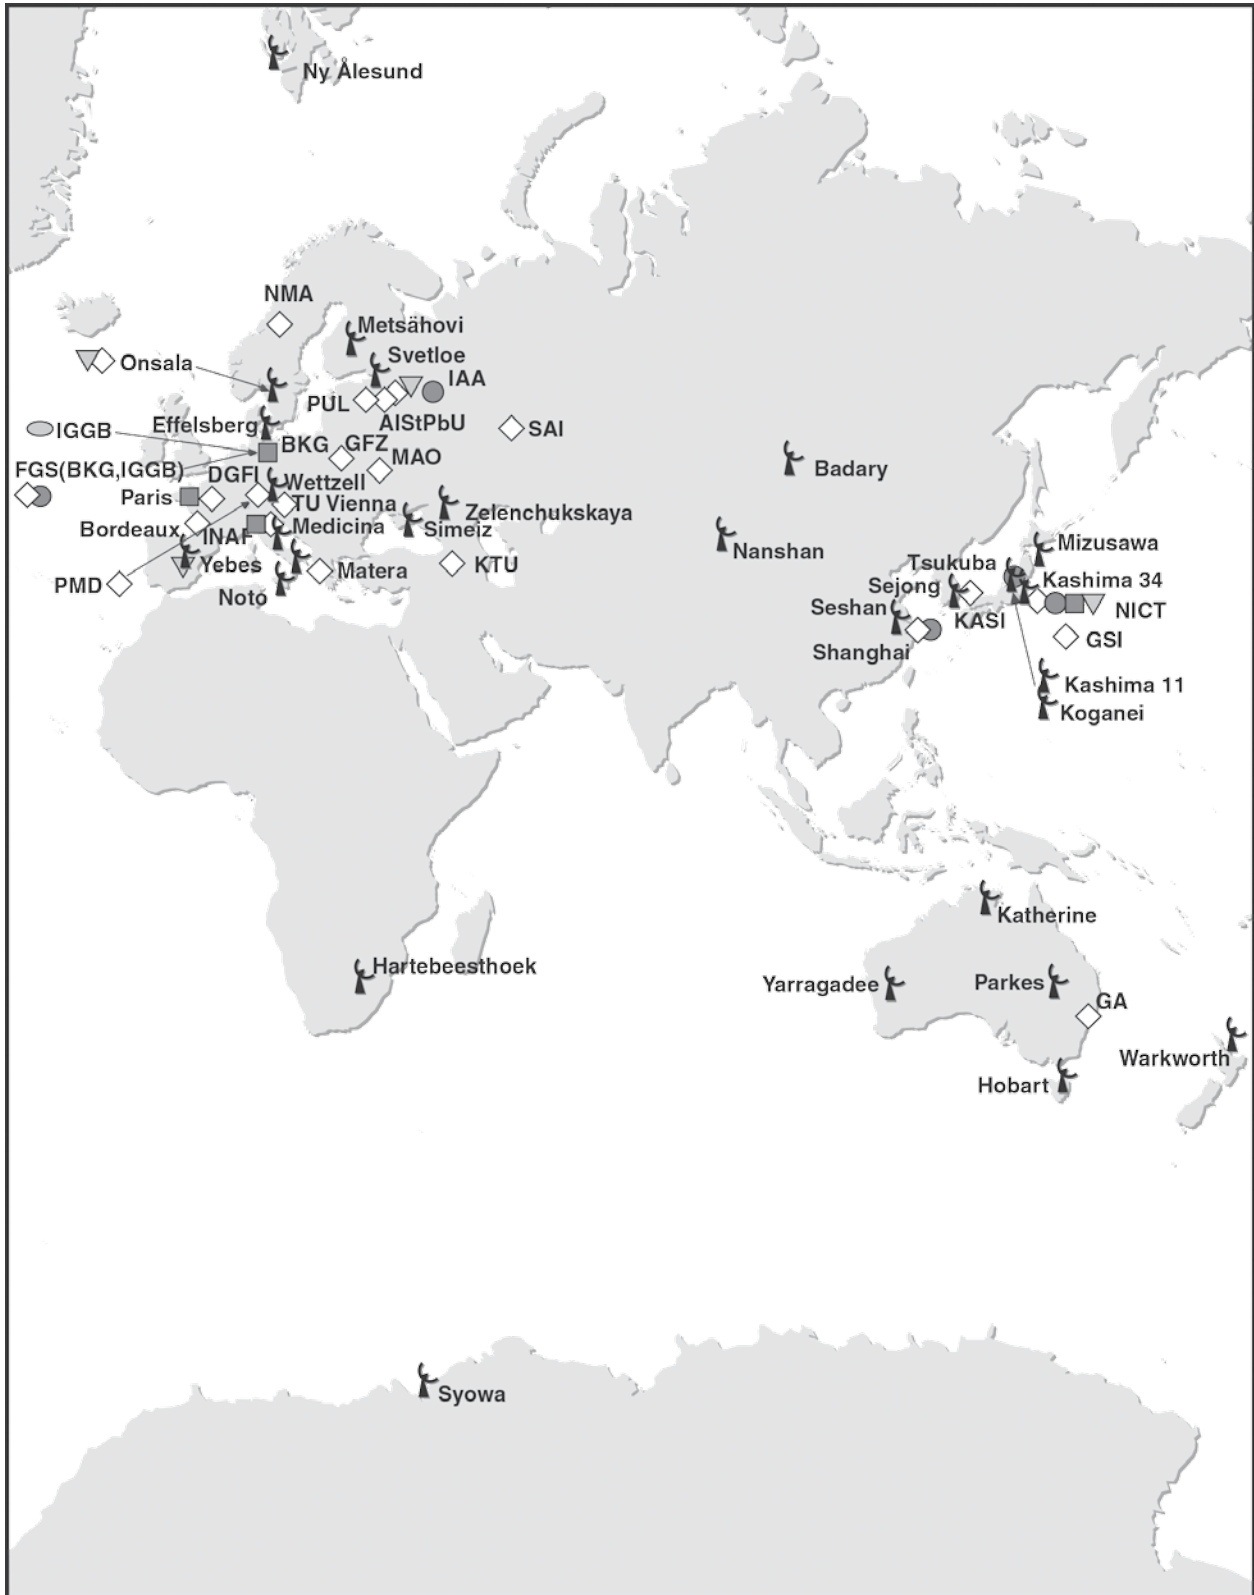 Ny Ålesund
NMA
Metsähovi
Onsala
Svetloe
IAA
PUL
AIStPbU
Effelsberg
SAI
IGGB
BKG
GFZ
MAO
FGS(BKG,IGGB)
DGFI
Wettzell
Paris
TU Vienna
Zelenchukskaya
Bordeaux
INAF
Medicina
Simeiz
Yebes
PMD
Matera
KTU
Noto
Badary
Nanshan
Mizusawa
Tsukuba
Sejong
Kashima 34
Seshan
KASI
NICT
Shanghai
GSI
Kashima 11
Koganei
Katherine
Hartebeesthoek
Yarragadee
Parkes
GA
Warkworth
Hobart
Syowa